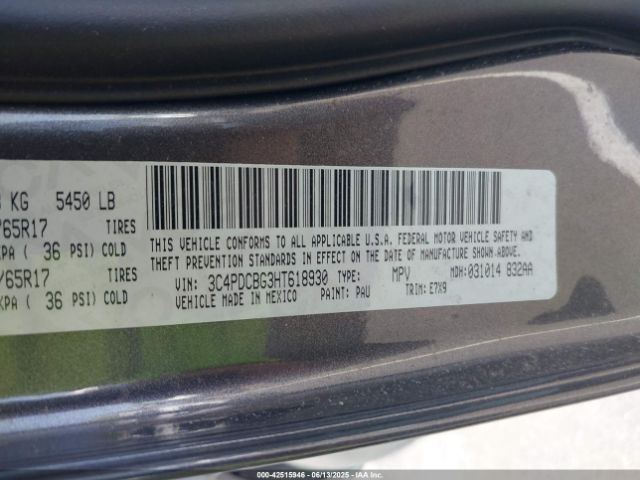 KG 5450 LB
/65R17 TIRES
KPA ( 36 PSI) COLD
/65R17 TIRES
KPA ( 36 PSI) COLD
THIS VEHICLE CONFORMS TO ALL APPLICABLE U.S.A. FEDERAL MOTOR VEHICLE SAFETY AND
THEFT PREVENTION STANDARDS IN EFFECT ON THE DATE OF MANUFACTURE SHOWN ABOVE.
VIN: 3C4PDCBG3HT618930 TYPE: MPV MDH:031014 832AA
VEHICLE MADE IN MEXICO PAINT: PAU TRIM: E7X9
000-42515946 - 06/13/2025 - IAAI.COM